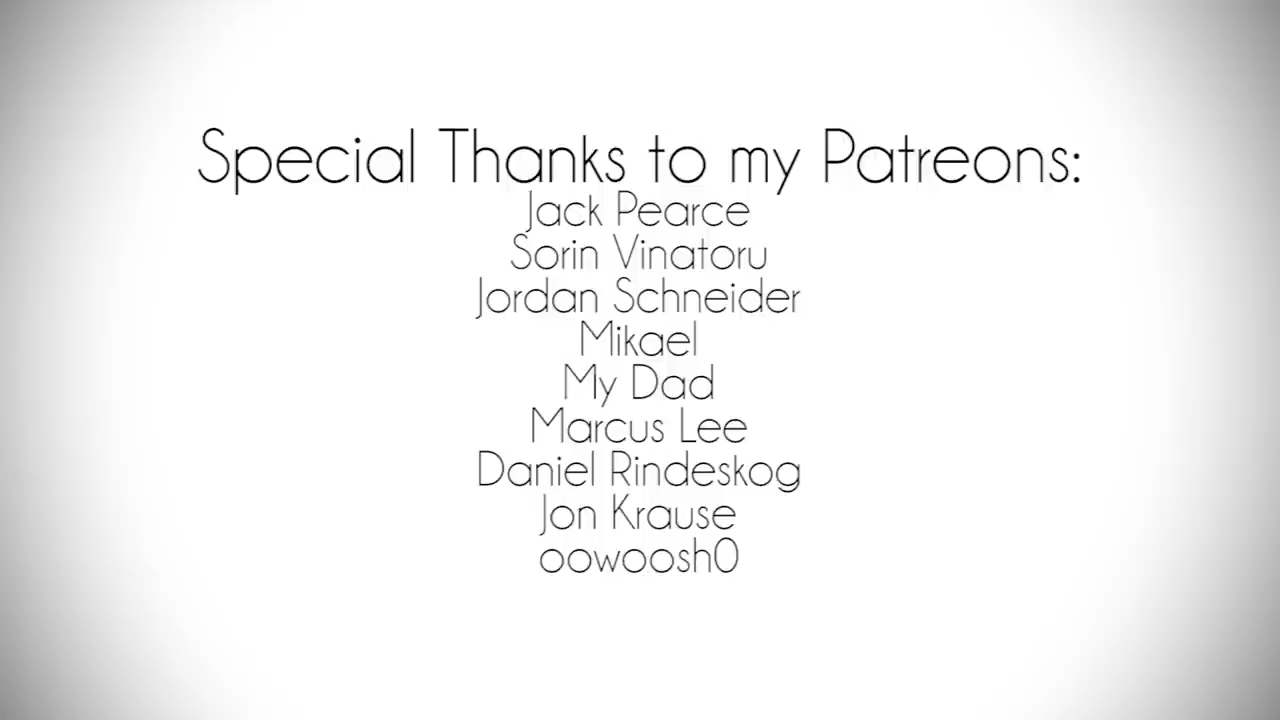 Special Thanks to my Patreons:
Jack Pearce
Sorin Vinatoru
Jordan Schneider
Mikael
My Dad
Marcus Lee
Daniel Rindeskog
Jon Krause
oowoosh0